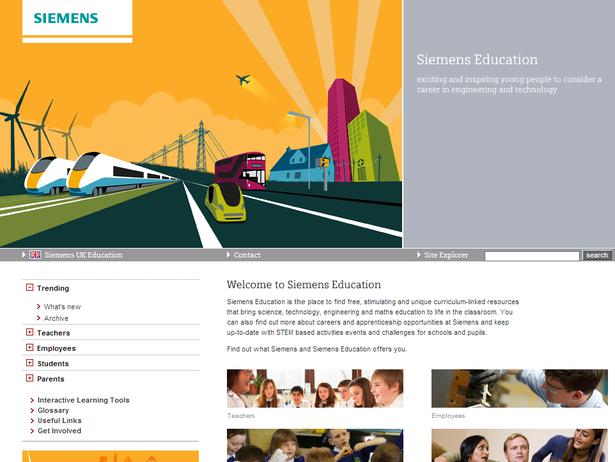 SIEMENS
Siemens Education
exciting and inspiring young people to consider a
career in engineering and technology
Siemens UK Education
Contact
Site Explorer
search
Trending
What's new
Archive
Teachers
Employees
Students
Parents
Interactive Learning Tools
Glossary
Useful Links
Get Involved
Welcome to Siemens Education
Siemens Education is the place to find free, stimulating and unique curriculum-linked resources
that bring science, technology, engineering and maths education to life in the classroom. You
can also find out more about careers and apprenticeship opportunities at Siemens and keep
up-to-date with STEM based activities events and challenges for schools and pupils.
Find out what Siemens and Siemens Education offers you.
Teachers
Employees